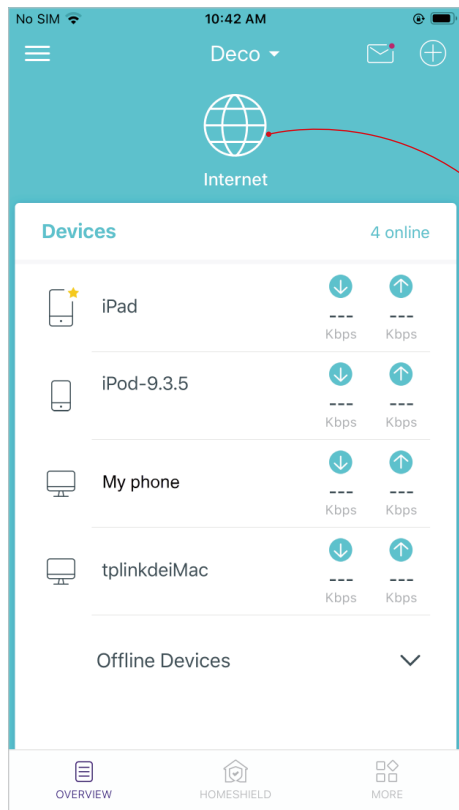 No SIM 10:42 AM
Deco
Internet
Devices 4 online
iPad
--- ---
Kbps Kbps
iPod-9.3.5
--- ---
Kbps Kbps
My phone
--- ---
Kbps Kbps
tplinkdeiMac
--- ---
Kbps Kbps
Offline Devices
OVERVIEW HOMESHIELD MORE